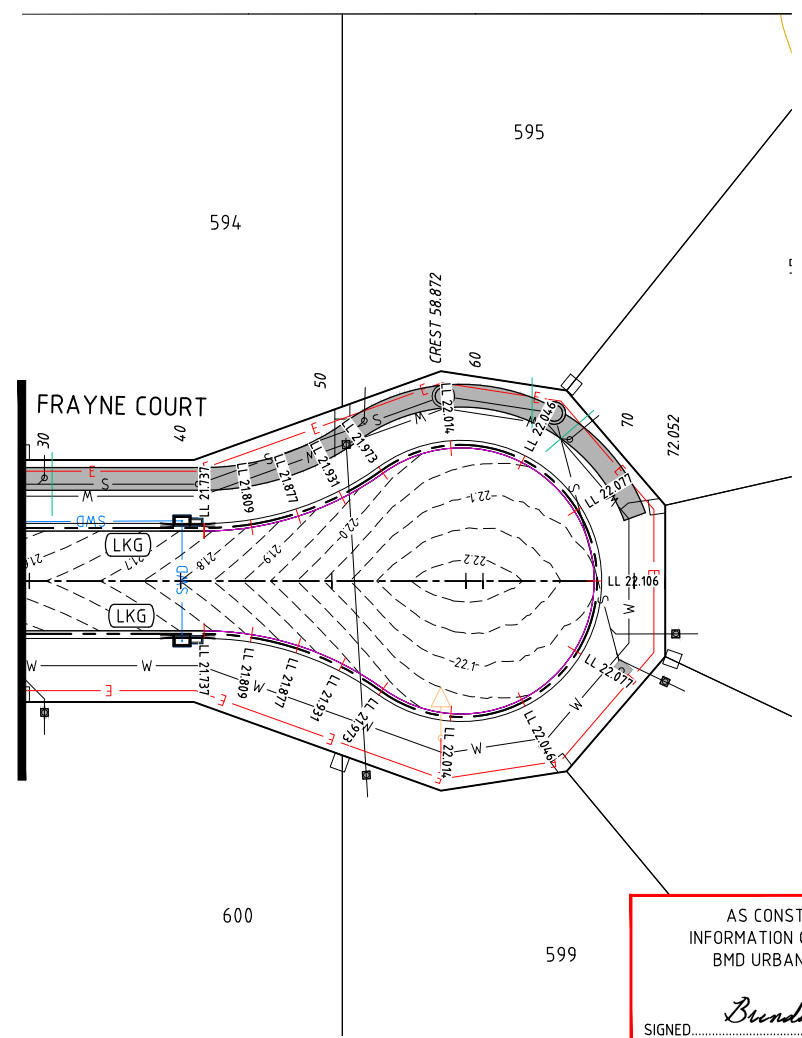 595
594
CREST 58.872
60
50
FRAYNE COURT
40
30
70
72.052
E
E
E
E
E
S
S
S
W
W
W
LL 21.737
LL 21.809
LL 21.877
LL 21.931
LL 21.973
LL 22.014
LL 22.046
LL 22.077
LL 22.106
SWD
SWD
LKG
LKG
21.7
21.8
21.9
22.0
22.1
22.2
22.1
S
S
W
E
W
W
W
W
W
W
E
E
E
E
E
LL 21.737
LL 21.809
LL 21.877
LL 21.931
LL 21.973
LL 22.014
LL 22.046
LL 22.077
600
599
AS CONST
INFORMATION
BMD URBAN
SIGNED